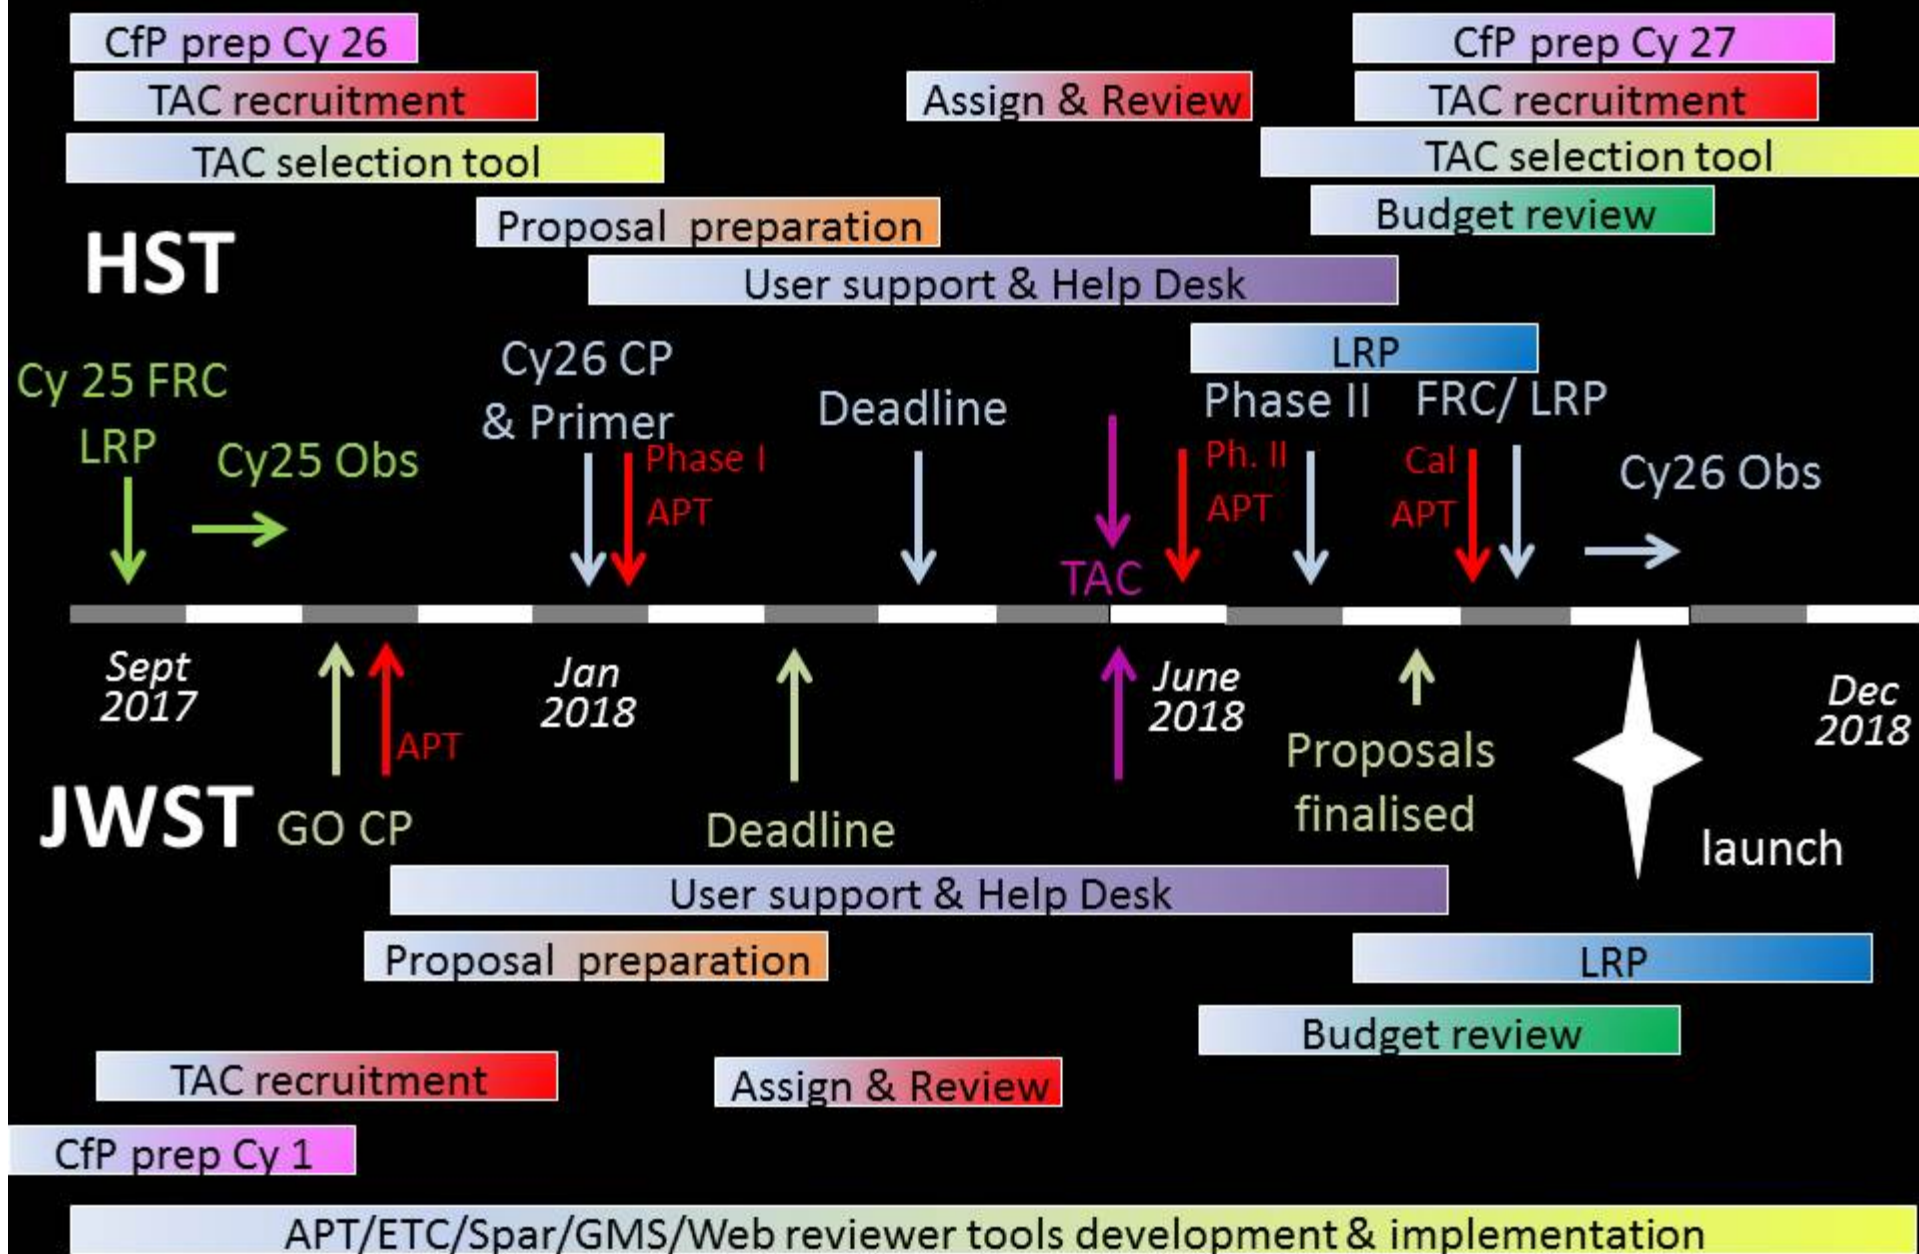 CfP prep Cy 26
CfP prep Cy 27
TAC recruitment
Assign & Review
TAC recruitment
TAC selection tool
TAC selection tool
Proposal preparation
Budget review
HST
User support & Help Desk
LRP
Cy 25 FRC
LRP
Cy25 Obs
Cy26 CP
& Primer
Phase I
APT
Deadline
TAC
Phase II
Ph. II
APT
FRC/ LRP
Cal
APT
Cy26 Obs
Sept
2017
Jan
2018
June
2018
Dec
2018
APT
JWST
GO CP
Deadline
Proposals
finalised
launch
User support & Help Desk
Proposal preparation
LRP
Budget review
TAC recruitment
Assign & Review
CfP prep Cy 1
APT/ETC/Spar/GMS/Web reviewer tools development & implementation